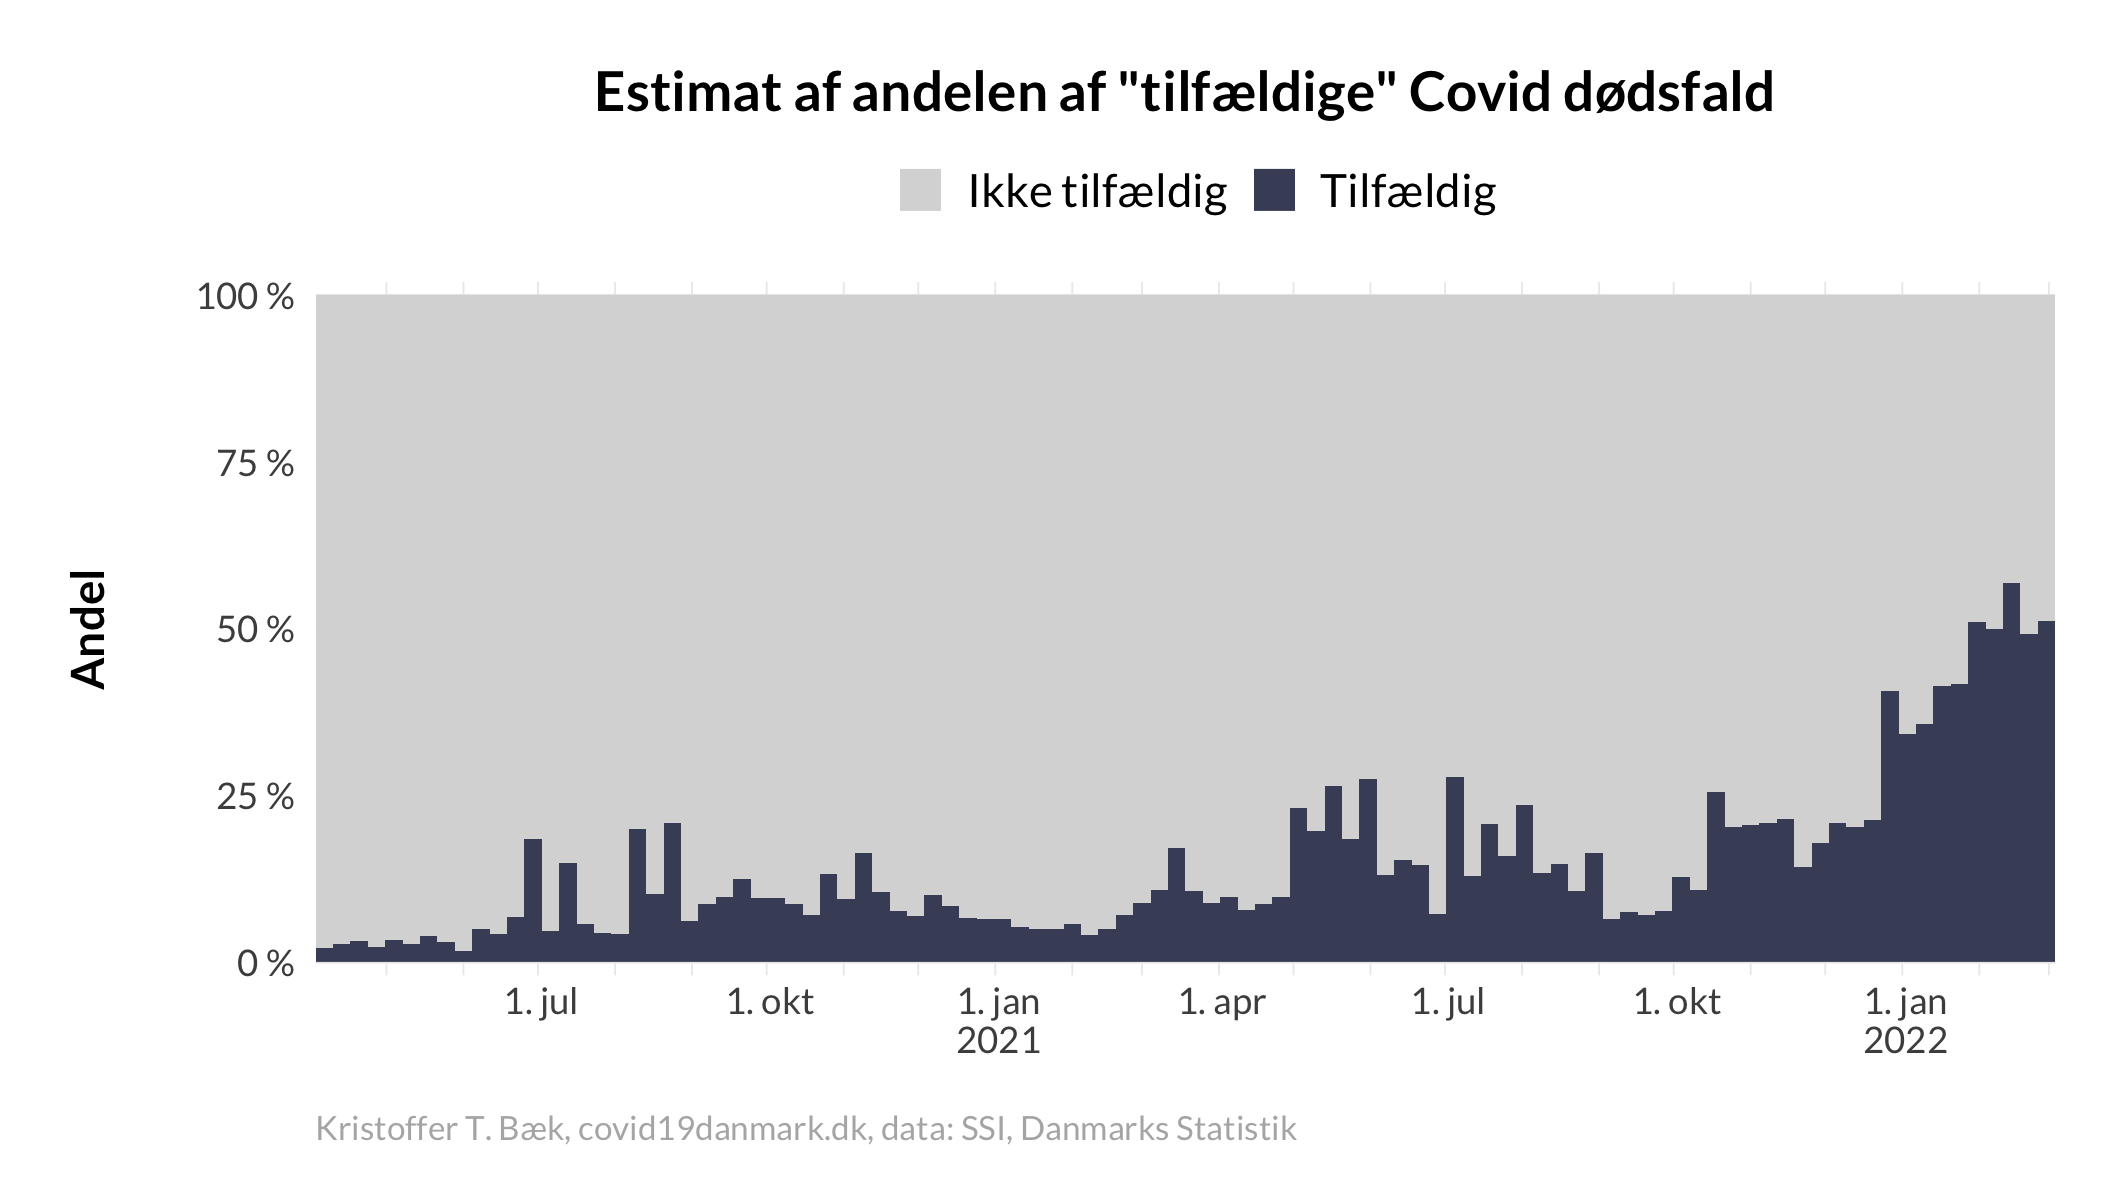 Estimat af andelen af "tilfældige" Covid dødsfald
Ikke tilfældig
Tilfældig
Andel
100 %
75 %
50 %
25 %
0 %
1. jul
1. okt
1. jan
2021
1. apr
1. jul
1. okt
1. jan
2022
Kristoffer T. Bæk, covid19danmark.dk, data: SSI, Danmarks Statistik